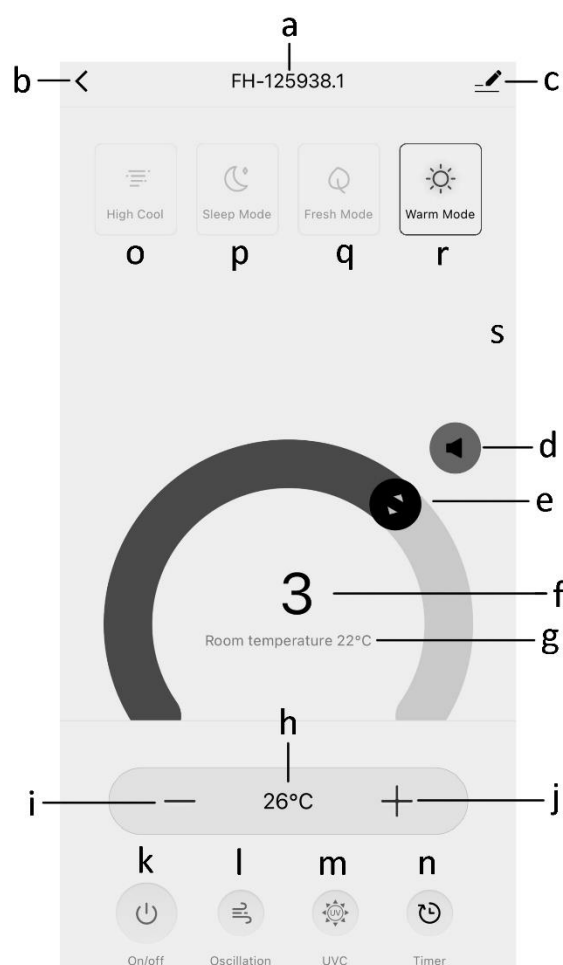 a
b
FH-125938.1
c
High Cool
Sleep Mode
Fresh Mode
Warm Mode
o
p
q
r
s
d
e
3
f
Room temperature 22°C
g
h
i
26°C
j
k
l
m
n
UV
On/off
Oscillation
UVC
Timer